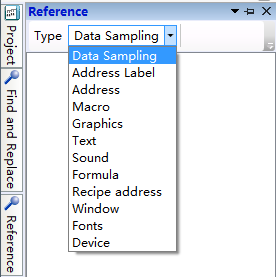 Reference
Type Data Sampling
Data Sampling
Address Label
Address
Macro
Graphics
Text
Sound
Formula
Recipe address
Window
Fonts
Device
Project
Find and Replace
Reference